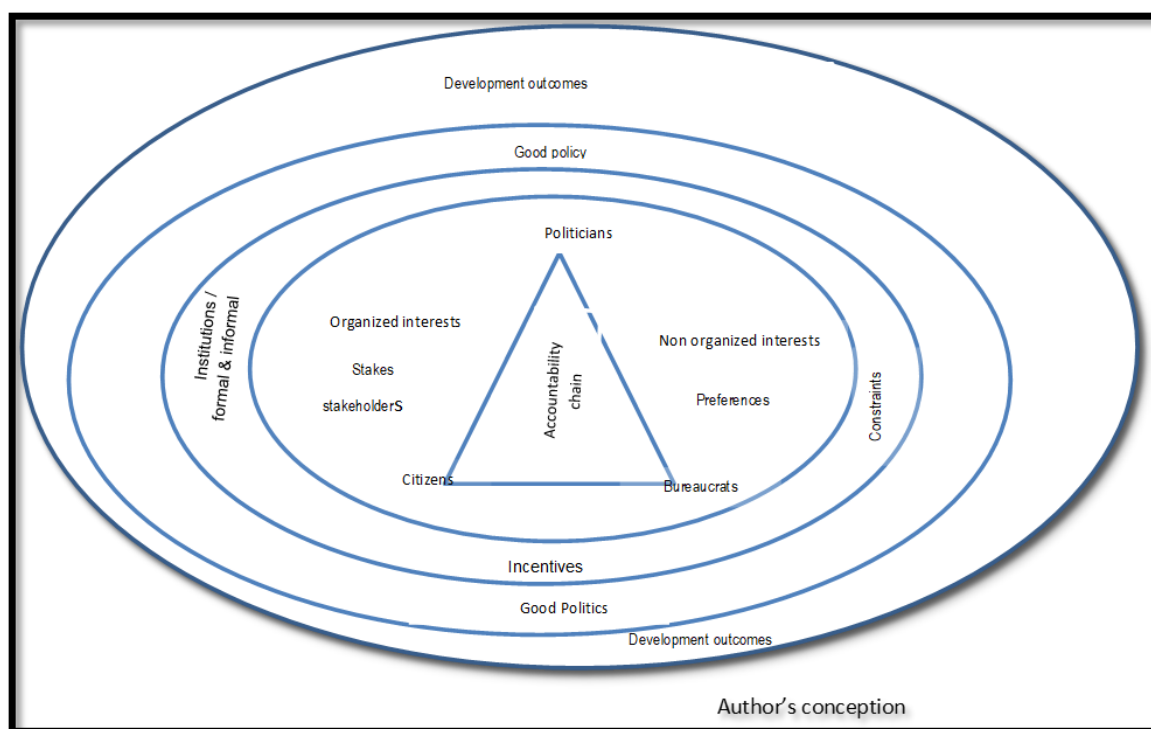 Development outcomes
Good policy
Politicians
Institutions /
formal & informal
Organized interests
Stakes
stakeholders
Accountability
chain
Non organized interests
Preferences
Constraints
Citizens
Bureaucrats
Incentives
Good Politics
Development outcomes
Author's conception